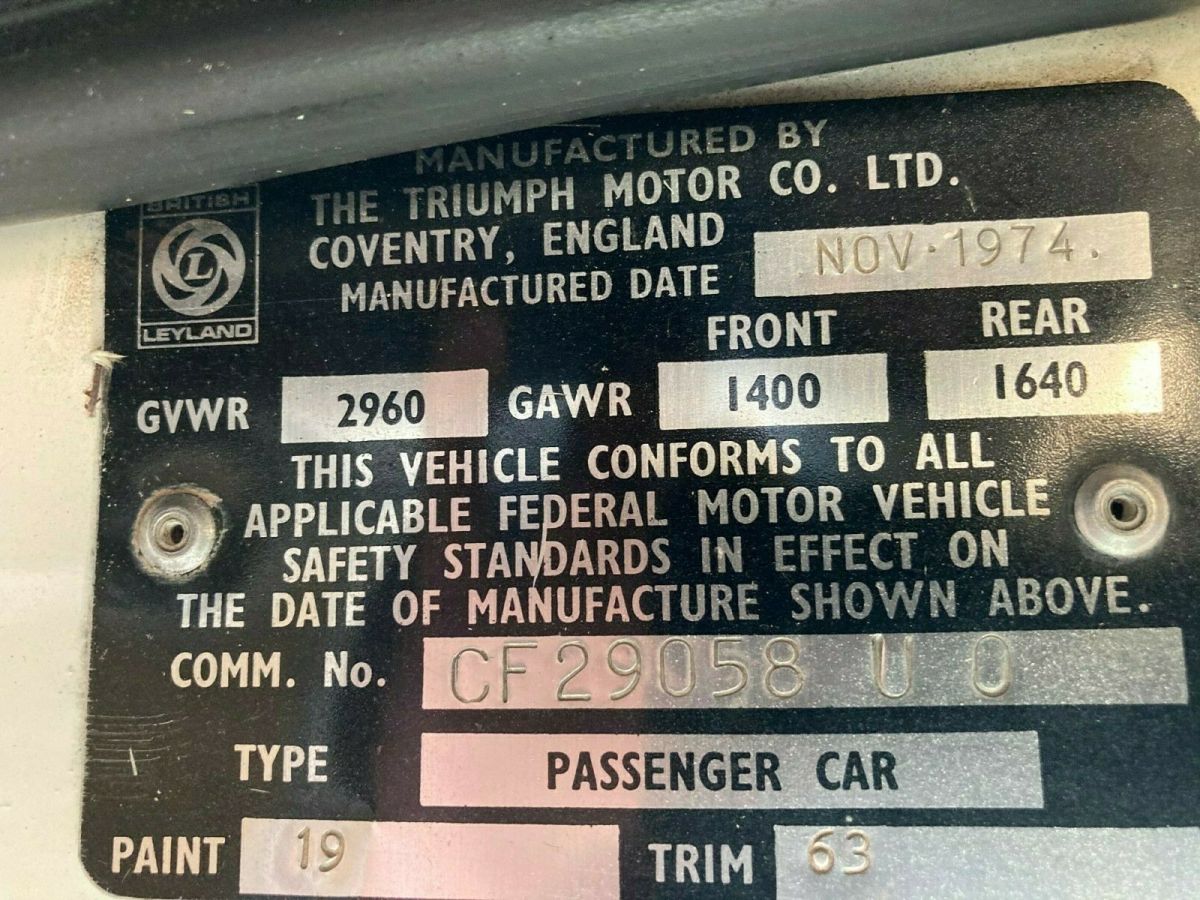 MANUFACTURED BY
THE TRIUMPH MOTOR CO. LTD.
COVENTRY, ENGLAND
MANUFACTURED DATE NOV·1974.
BRITISH
L
LEYLAND
FRONT REAR
GVWR 2960 GAWR 1400 1640
THIS VEHICLE CONFORMS TO ALL
APPLICABLE FEDERAL MOTOR VEHICLE
SAFETY STANDARDS IN EFFECT ON
THE DATE OF MANUFACTURE SHOWN ABOVE.
COMM. No. CF29058 U O
TYPE PASSENGER CAR
PAINT 19 TRIM 63